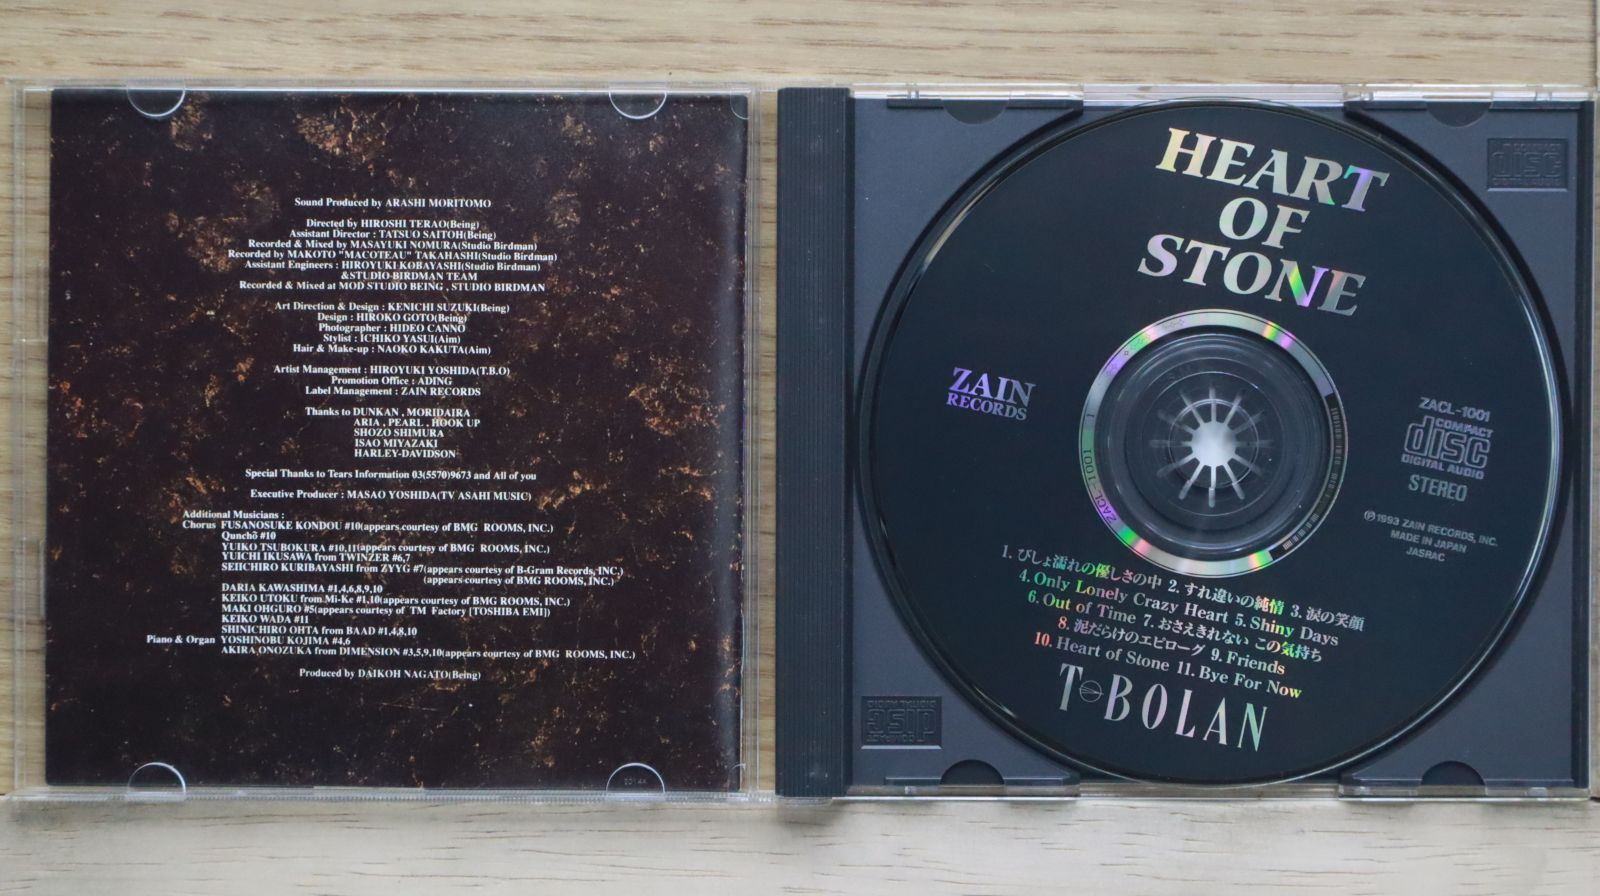 Sound Produced by ARASHI MORITOMO
Directed by HIROSHI TERAO(Being)
Assistant Director : TATSUO SAITOH(Being)
Recorded & Mixed by MASAYUKI NOMURA(Studio Birdman)
Recorded by MAKOTO "MACOTEAU" TAKAHASHI(Studio Birdman)
Assistant Engineers : HIROYUKI KOBAYASHI(Studio Birdman)
&STUDIO BIRDMAN TEAM
Recorded & Mixed at MOD STUDIO BEING , STUDIO BIRDMAN
Art Direction & Design : KENICHI SUZUKI(Being)
Design : HIROKO GOTO(Being)
Photographer : HIDEO CANNO
Stylist : ICHIKO YASUI(Aim)
Hair & Make-up : NAOKO KAKUTA(Aim)
Artist Management : HIROYUKI YOSHIDA(T.B.O)
Promotion Office : ADING
Label Management : ZAIN RECORDS
Thanks to DUNKAN , MORIDAIRA
ARIA , PEARL , HOOK UP
SHOZO SHIMURA
ISAO MIYAZAKI
HARLEY-DAVIDSON
Special Thanks to Tears Information 03(5570)9673 and All of you
Executive Producer : MASAO YOSHIDA(TV ASAHI MUSIC)
Additional Musicians :
Chorus FUSANOSUKE KONDOU #10(appears courtesy of BMG ROOMS, INC.)
Qunchō #10
YUIKO TSUBOKURA #10,11(appears courtesy of BMG ROOMS, INC.)
YUICHI IKUSAWA from TWINZER #6,7
SEIICHIRO KURIBAYASHI from ZYYG #7(appears courtesy of B-Gram Records, INC.)
(appears courtesy of BMG ROOMS, INC.)
DARIA KAWASHIMA #1,4,6,8,9,10
KEIKO UTOKU from Mi-Ke #1,10(appears courtesy of BMG ROOMS, INC.)
MAKI OHGURO #5(appears courtesy of TM Factory [TOSHIBA EMI])
KEIKO WADA #11
SHINICHIRO OHTA from BAAD #1,4,8,10
Piano & Organ YOSHINOBU KOJIMA #4,6
AKIRA ONOZUKA from DIMENSION #3,5,9,10(appears courtesy of BMG ROOMS, INC.)
Produced by DAIKOH NAGATO(Being)
HEART
OF
STONE
ZAIN
RECORDS
ZACL-1001
COMPACT
disc
DIGITAL AUDIO
STEREO
℗ 1993 ZAIN RECORDS, INC.
MADE IN JAPAN
JASRAC
ZACL-1001 1
1. びしょ濡れの優しさの中 2. すれ違いの純情 3. 涙の笑顔
4. Only Lonely Crazy Heart 5. Shiny Days
6. Out of Time 7. おさえきれない この気持ち
8. 泥だらけのエピローグ 9. Friends
10. Heart of Stone 11. Bye For Now
T-BOLAN